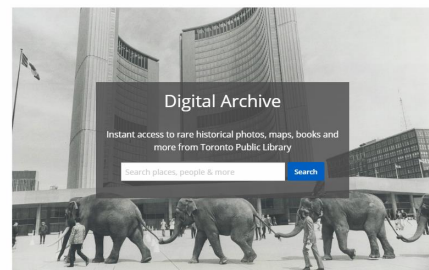 Digital Archive
Instant access to rare historical photos, maps, books and
more from Toronto Public Library
Search places, people & more
Search